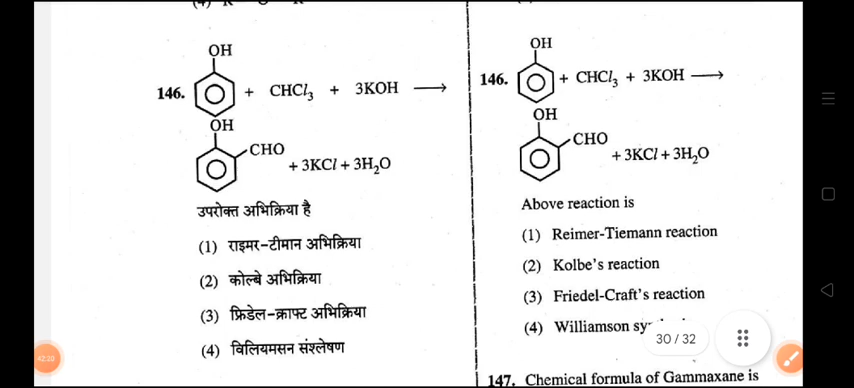 146.
OH
+ CHCl₃ + 3KOH ⟶
OH
CHO
+ 3KCl + 3H₂O
उपरोक्त अभिक्रिया है
(1) राइमर-टीमान अभिक्रिया
(2) कोल्बे अभिक्रिया
(3) फ्रिडेल-क्राफ्ट अभिक्रिया
(4) विलियमसन संश्लेषण
146.
OH
+ CHCl₃ + 3KOH ⟶
OH
CHO
+ 3KCl + 3H₂O
Above reaction is
(1) Reimer-Tiemann reaction
(2) Kolbe's reaction
(3) Friedel-Craft's reaction
(4) Williamson
147. Chemical formula of Gammaxane is
30 / 32
42:20